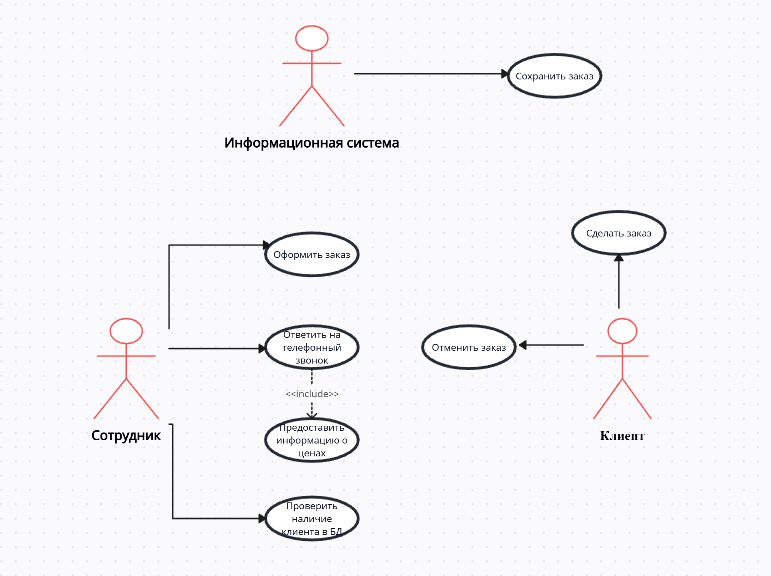 Сохранить заказ
Информационная система
Сделать заказ
Оформить заказ
Ответить на
телефонный
звонок
Отменить заказ
<<include>>
Предоставить
информацию о
ценах
Сотрудник
Клиент
Проверить
наличие
клиента в БД